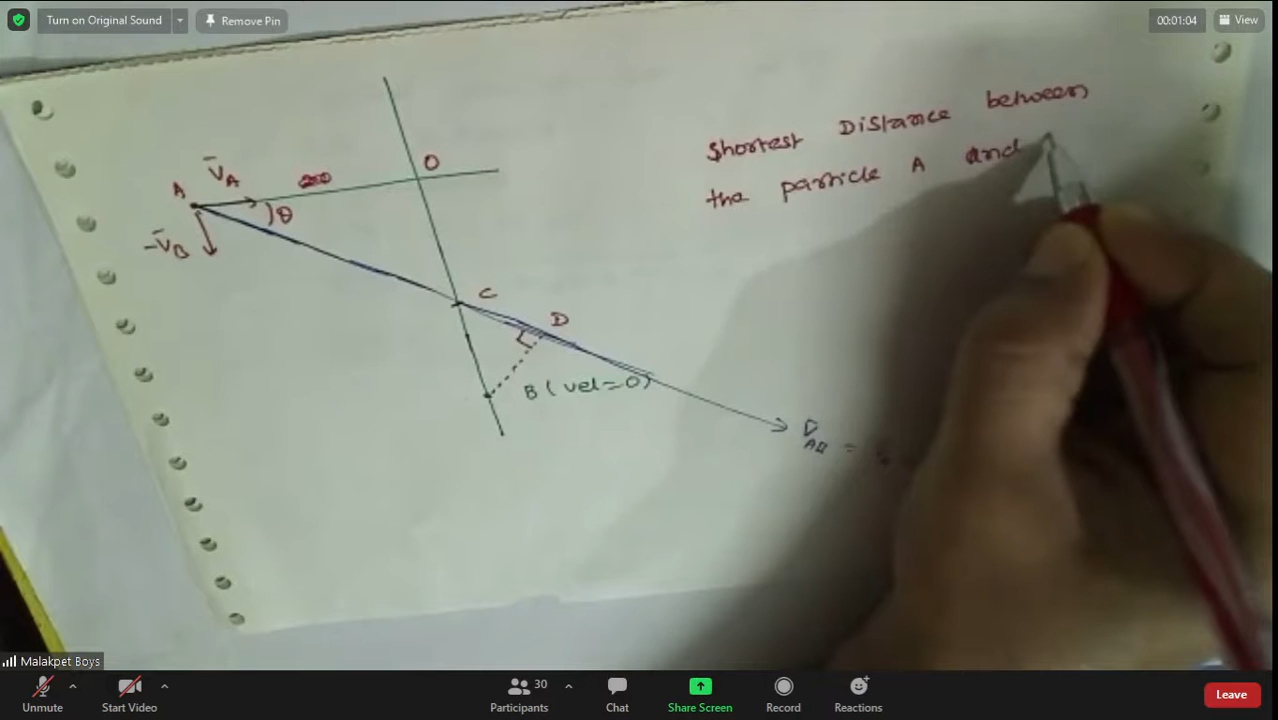 Turn on Original Sound
Remove Pin
00:01:04
View
Shortest Distance between
the particle A and
A
V̄A
O
θ
-V̄B
C
D
B (vel=0)
Malakpet Boys
Unmute
Start Video
30
Participants
Chat
Share Screen
Record
Reactions
Leave